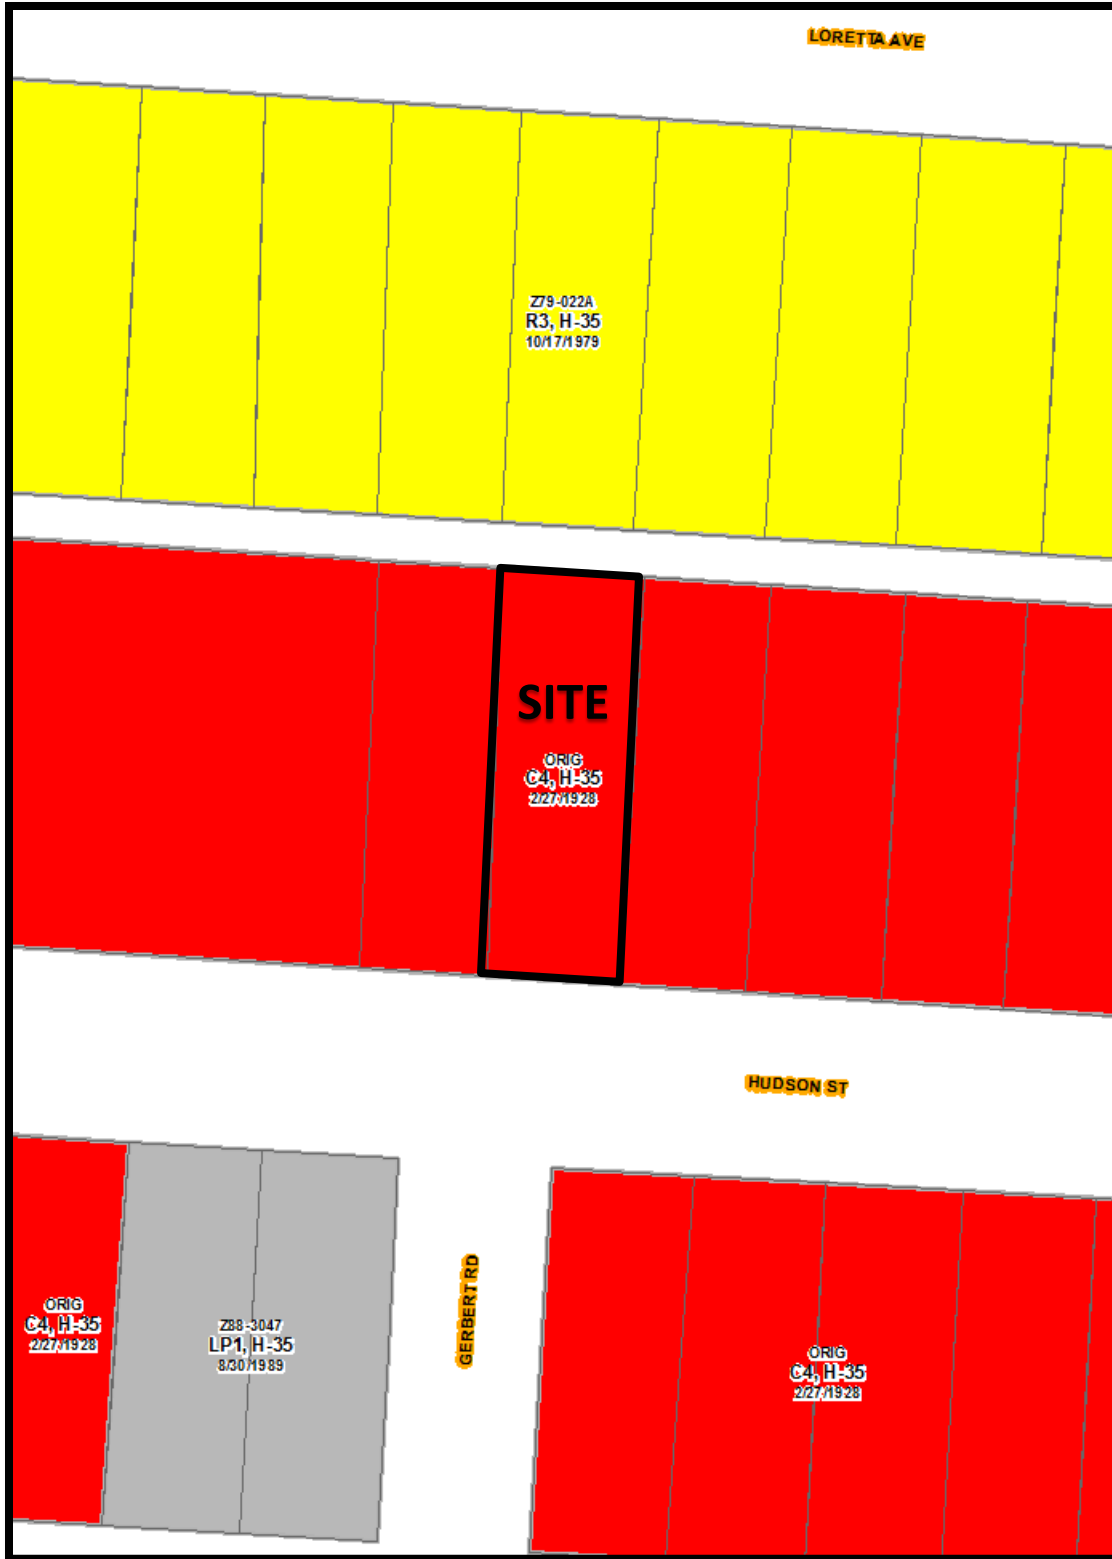 LORETTA AVE
Z79-022A
R3, H-35
10/17/1979
SITE
ORIG
C4, H-35
2/27/1928
HUDSON ST
GERBERT RD
ORIG
C4, H-35
2/27/1928
Z88-3047
LP1, H-35
8/30/1989
ORIG
C4, H-35
2/27/1928